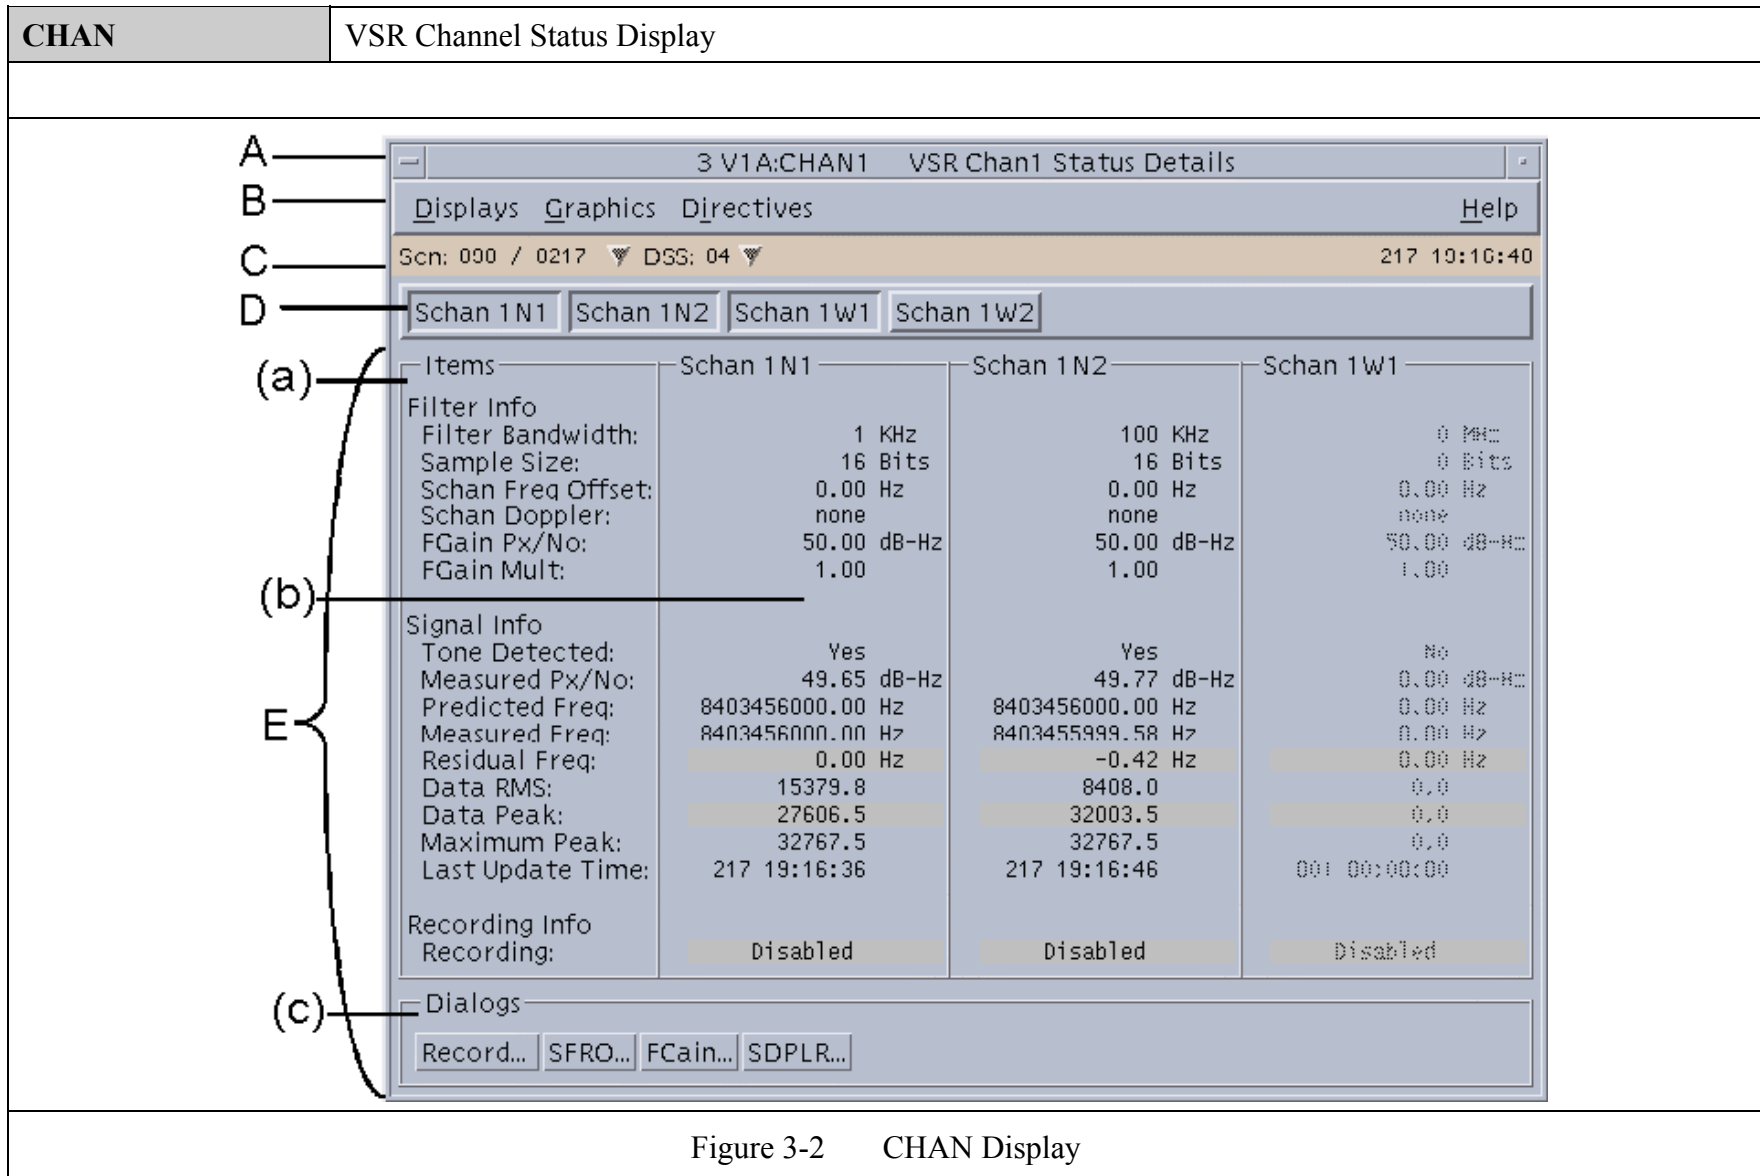 CHAN VSR Channel Status Display
A
3 V1A:CHAN1 VSR Chan1 Status Details
B
Displays Graphics Directives Help
C
Scn: 000 / 0217 DSS: 04 217 19:16:40
D
Schan 1N1 Schan 1N2 Schan 1W1 Schan 1W2
(a)
Items Schan 1N1 Schan 1N2 Schan 1W1
Filter Info
Filter Bandwidth: 1 KHz 100 KHz 0 MHz
Sample Size: 16 Bits 16 Bits 0 Bits
Schan Freq Offset: 0.00 Hz 0.00 Hz 0.00 Hz
Schan Doppler: none none none
FGain Px/No: 50.00 dB-Hz 50.00 dB-Hz 50.00 dB-Hz
FGain Mult: 1.00 1.00 1.00
(b)
Signal Info
Tone Detected: Yes Yes No
Measured Px/No: 49.65 dB-Hz 49.77 dB-Hz 0.00 dB-Hz
Predicted Freq: 8403456000.00 Hz 8403456000.00 Hz 0.00 Hz
E
Measured Freq: 8403456000.00 Hz 8403455999.58 Hz 0.00 Hz
Residual Freq: 0.00 Hz -0.42 Hz 0.00 Hz
Data RMS: 15379.8 8408.0 0.0
Data Peak: 27606.5 32003.5 0.0
Maximum Peak: 32767.5 32767.5 0.0
Last Update Time: 217 19:16:36 217 19:16:46 001 00:00:00
Recording Info
Recording: Disabled Disabled Disabled
(c)
Dialogs
Record... SFRO... FGain... SDPLR...
Figure 3-2 CHAN Display